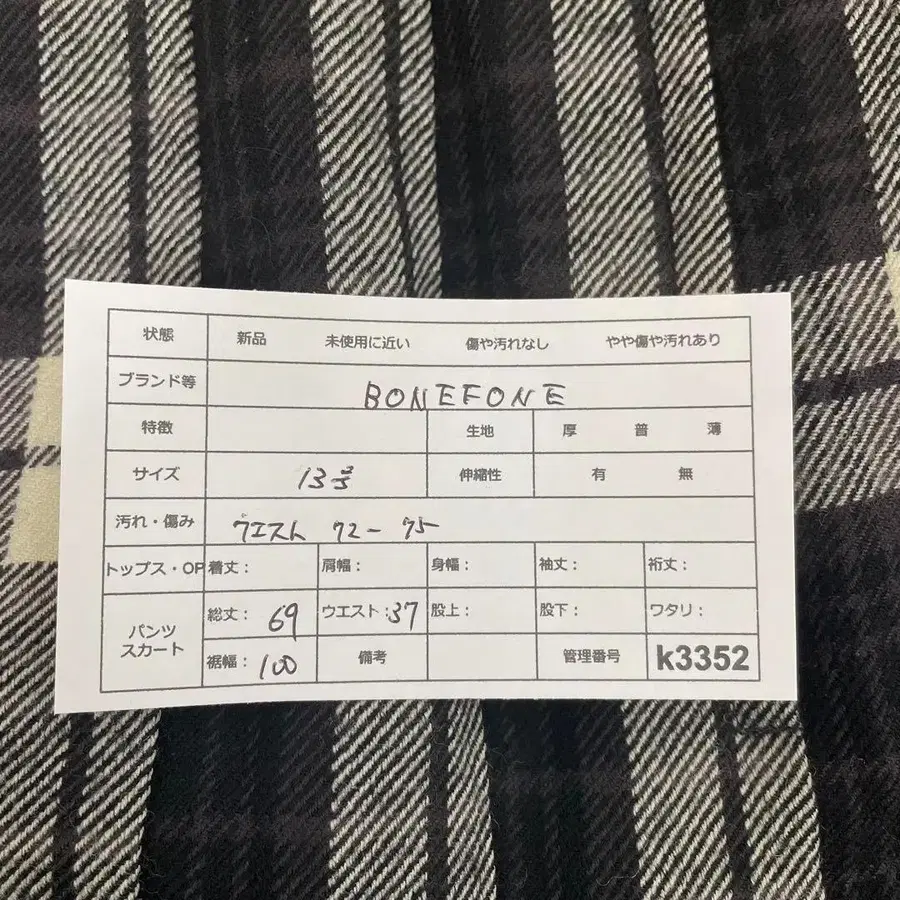 状態 新品 未使用に近い 傷や汚れなし やや傷や汚れあり
ブランド等 BONEFONE
特徴 生地 厚 普 薄
サイズ 13号 伸縮性 有 無
汚れ・傷み ウエスト 72-75
トップス・OP 着丈: 肩幅: 身幅: 袖丈: 裄丈:
パンツ スカート 総丈: 69 ウエスト: 37 股上: 股下: ワタリ:
裾幅: 100 備考 管理番号 k3352